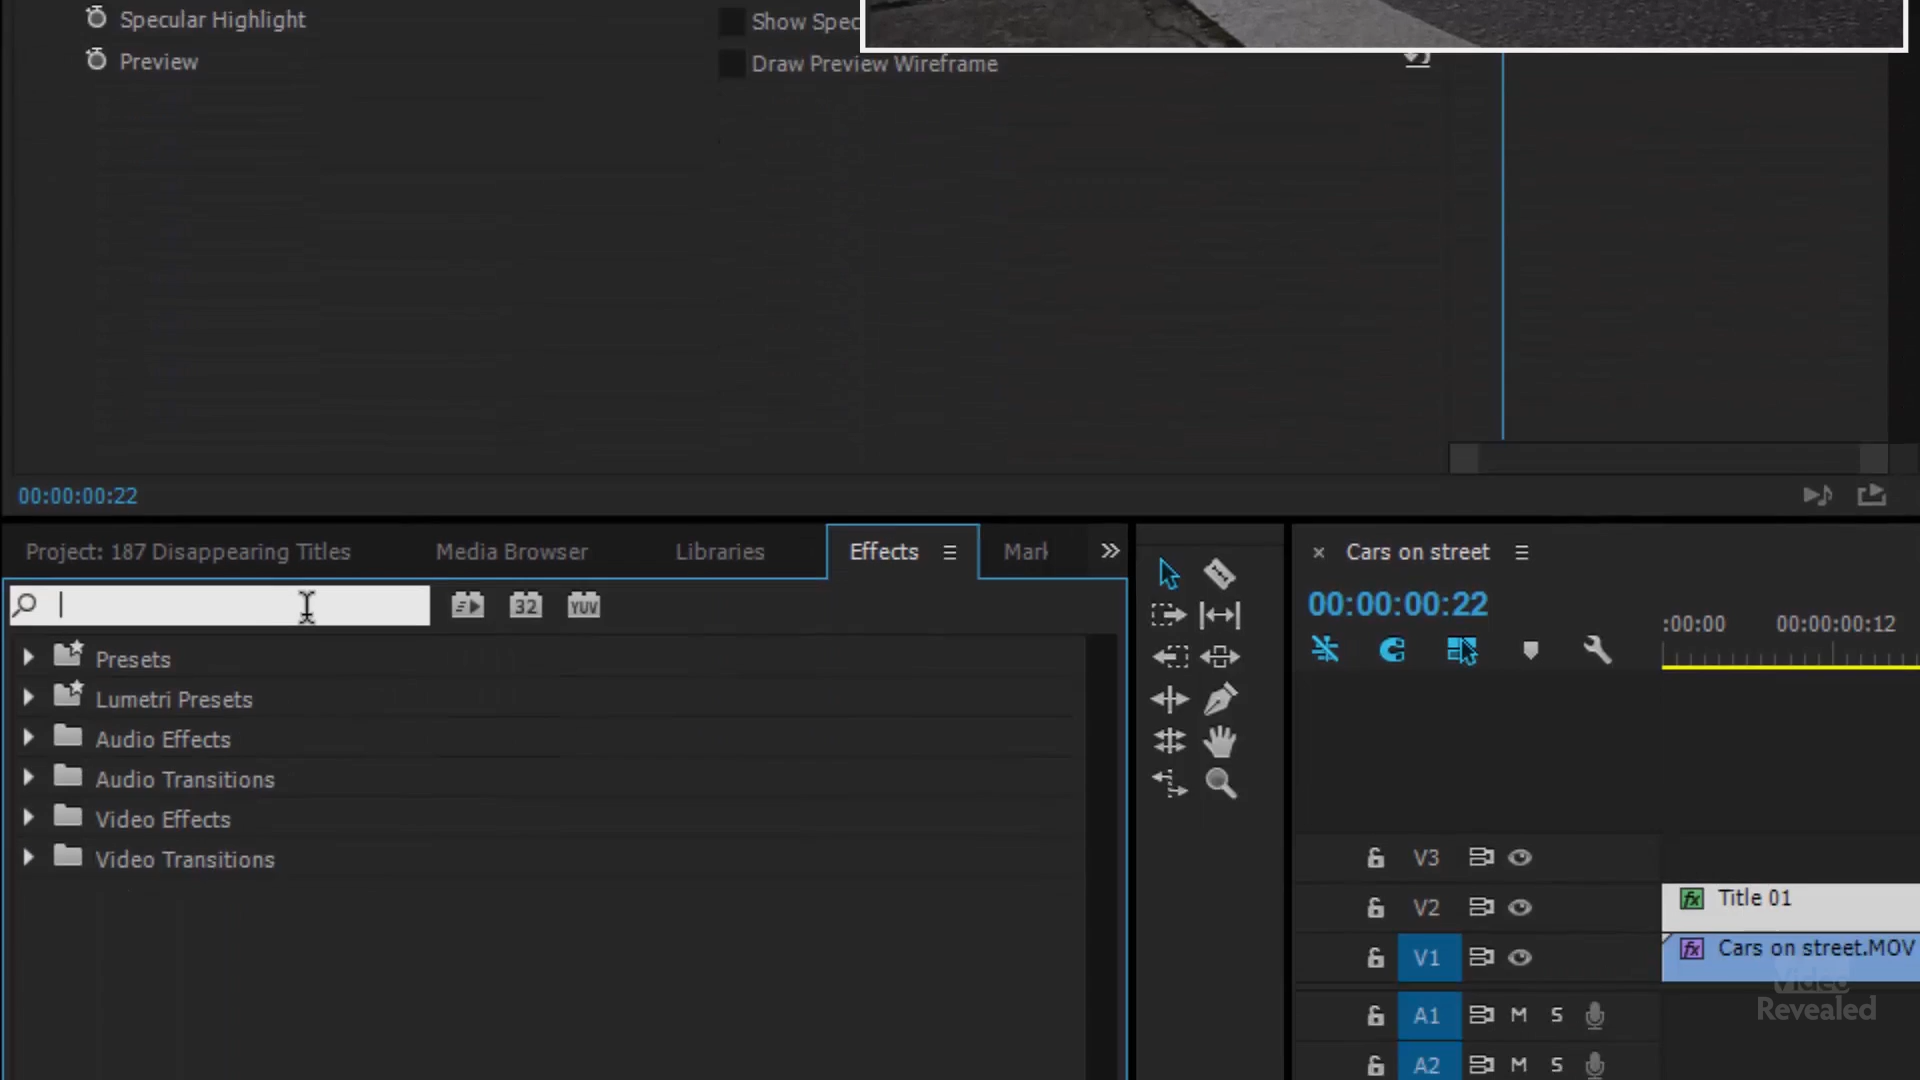 Specular Highlight
Show Spec
Preview
Draw Preview Wireframe
00:00:00:22
Project: 187 Disappearing Titles
Media Browser
Libraries
Effects
Mark
Cars on street
32
YUV
00:00:00:22
:00:00
00:00:00:12
Presets
Lumetri Presets
Audio Effects
Audio Transitions
Video Effects
Video Transitions
V3
V2
fx Title 01
V1
fx Cars on street.MOV
Video
Revealed
A1 M S
A2 M S